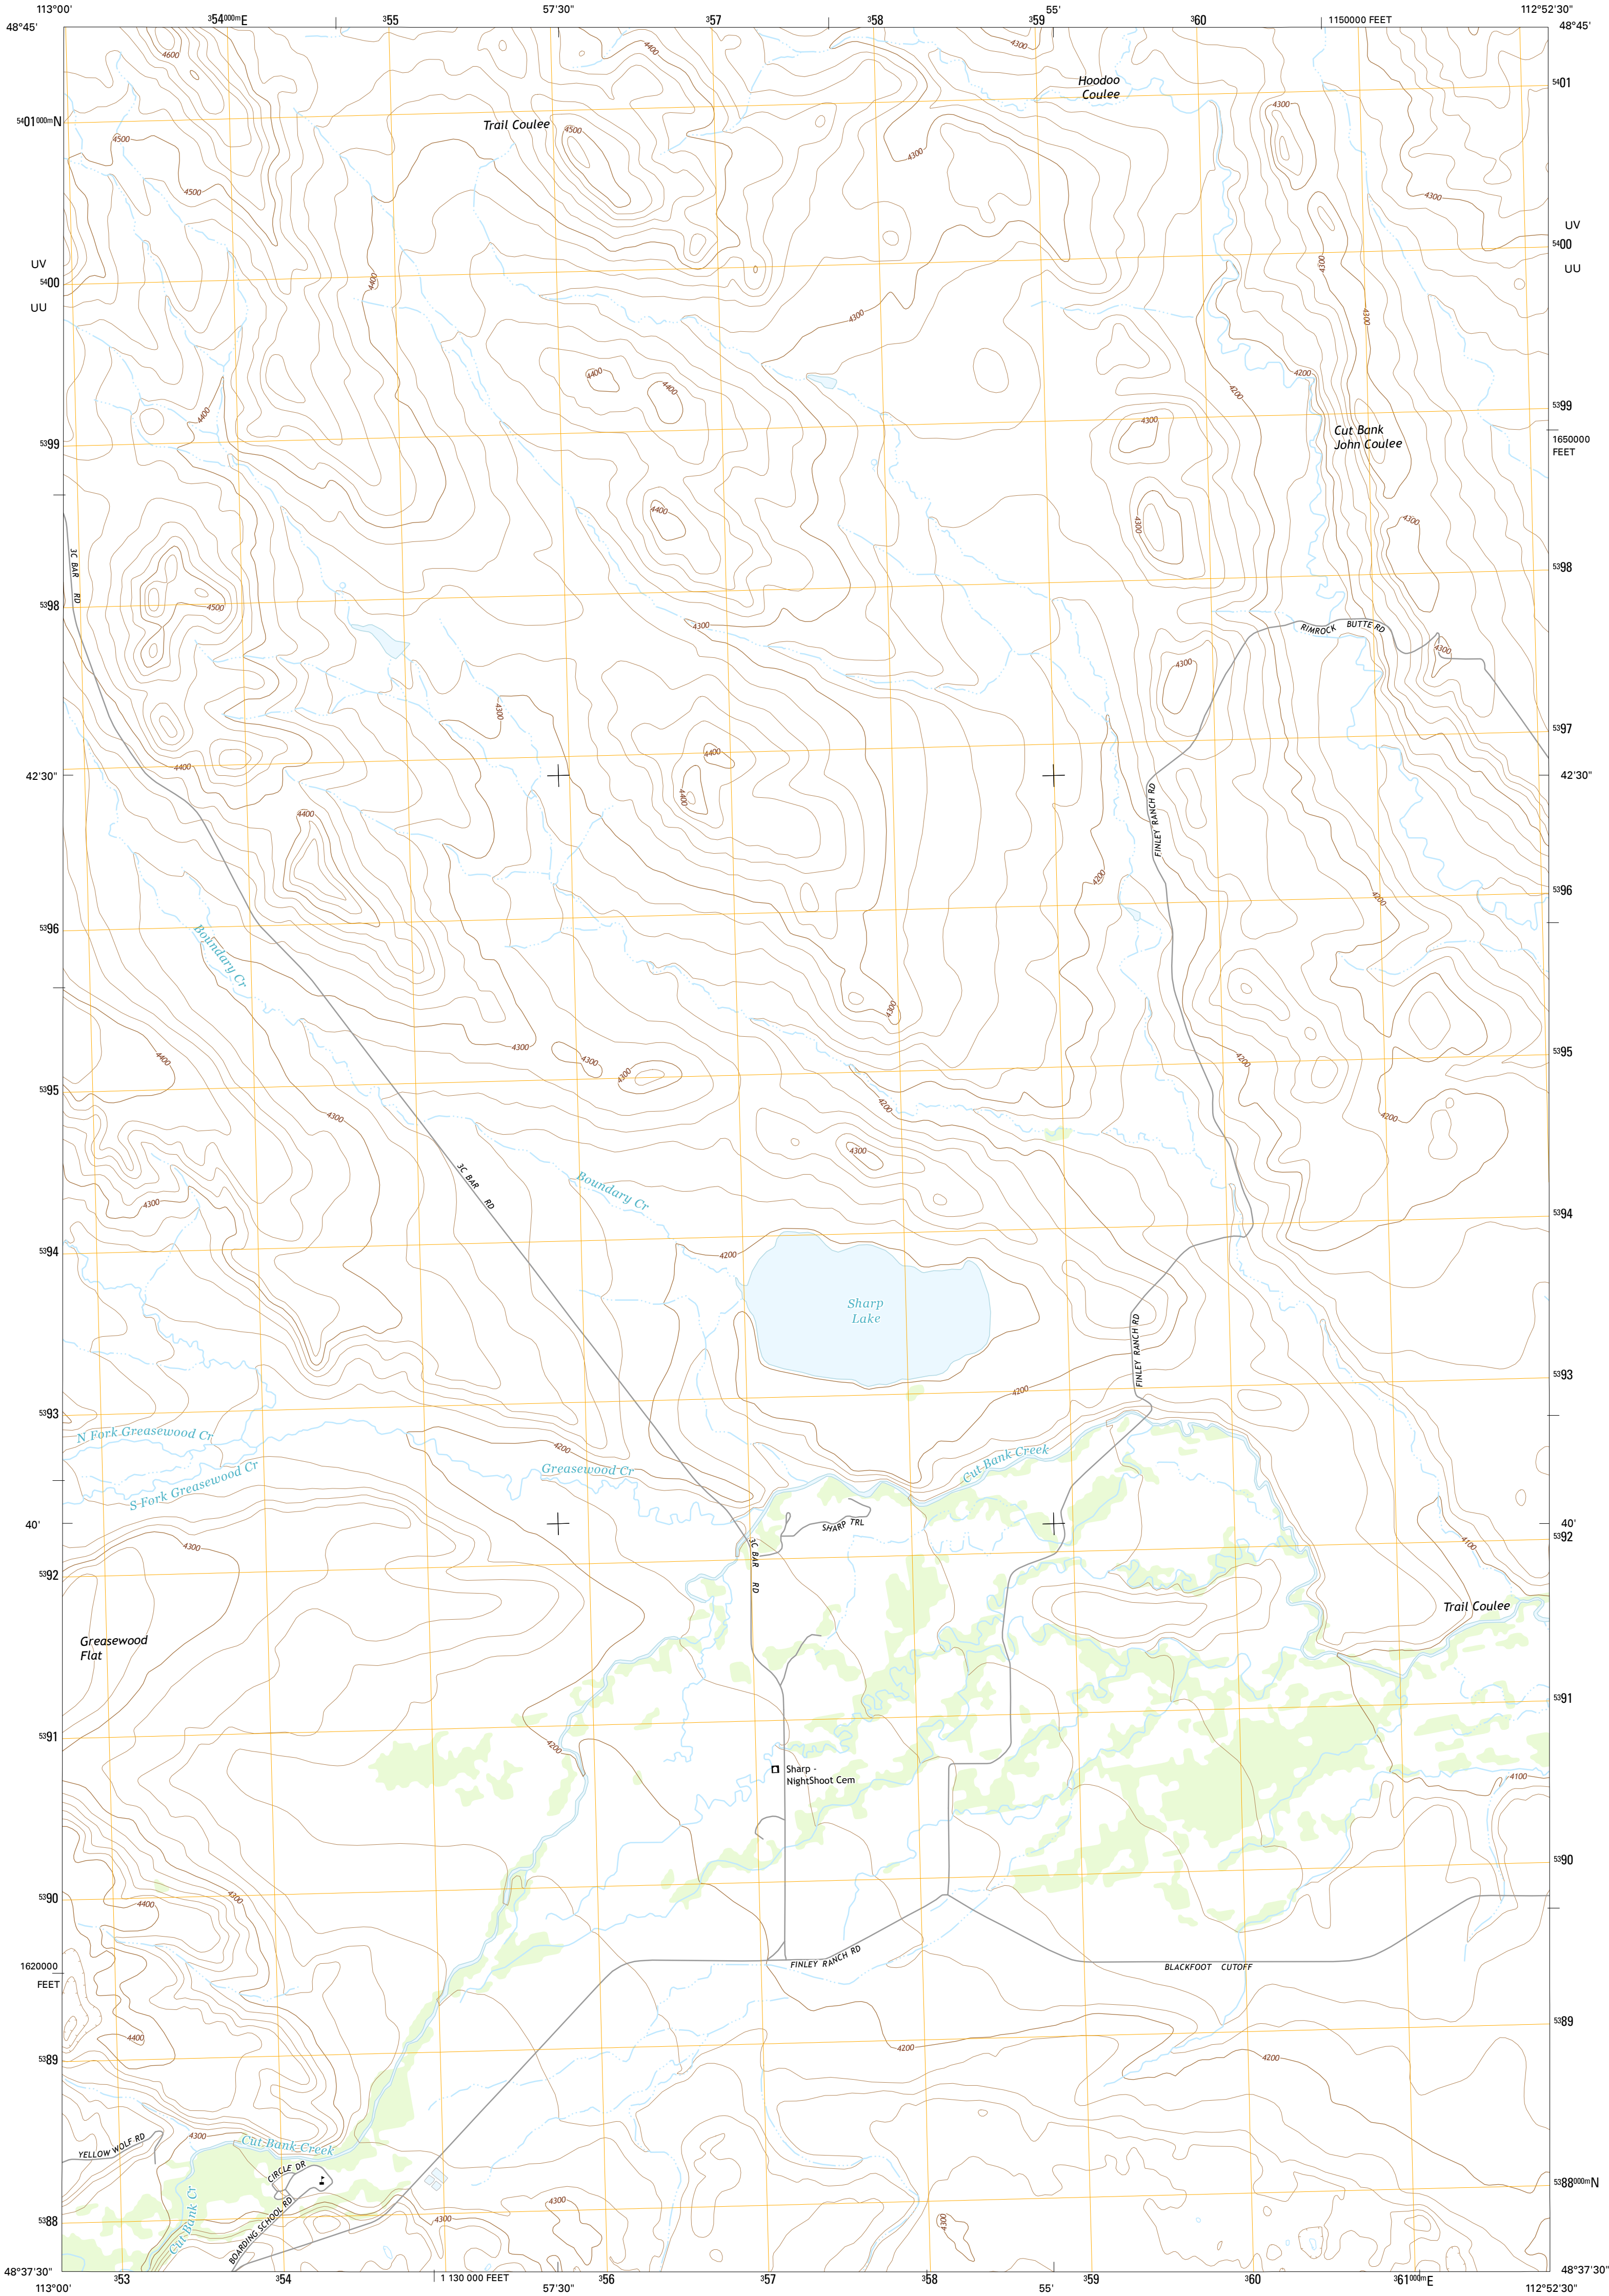 113°00' 354000mE 355 57'30" 357 358 55' 359 360 1150000 FEET 112°52'30"
48°45' 48°45'
4600 4400 4300
Hoodoo
Coulee
5401
5401000mN
Trail Coulee
4500 4300
4500 4300
4500 4300
UV UV
5400
4300
5400 4400 UU
UU 4300 4300
4400 4200
4400 4200
4400 5399
4300 Cut Bank
John Coulee
5399 1650000
FEET
4400 4300 4300
3C BAR RD 5398
5398 4500
4300 RIMROCK BUTTE RD
4300 4300
4300
5397
4400
4400 42'30" 42'30"
4400
4400 FINLEY RANCH RD
4200
5396
4200
5396
Boundary Cr
4300
4300
4400 4300 4200 5395
5395 4300
4300 4200 4200
4300
3C BAR RD Boundary Cr
4300 5394
5394 4200
Sharp
Lake
FINLEY RANCH RD
5393
4200
5393
N Fork Greasewood Cr 4200
Greasewood Cr Cut Bank Creek
S Fork Greasewood Cr
40' SHARP TRL 40'
5392
4300 3C BAR RD 4100
5392
Trail Coulee
Greasewood
Flat
5391
5391
4200
Sharp -
NightShoot Cem
4100
5390
4300
5390
4400
FINLEY RANCH RD
1620000 BLACKFOOT CUTOFF
FEET
5389
4400 4200 4200
5389
YELLOW WOLF RD 4300 Cut Bank Creek
CIRCLE DR 5388000mN
Cut Bank Cr BOARDING SCHOOL RD 4300
5388 4300 4300
48°37'30" 48°37'30"
353 354 1 130 000 FEET 356 357 358 359 360 361000mE
113°00' 57'30" 55' 112°52'30"